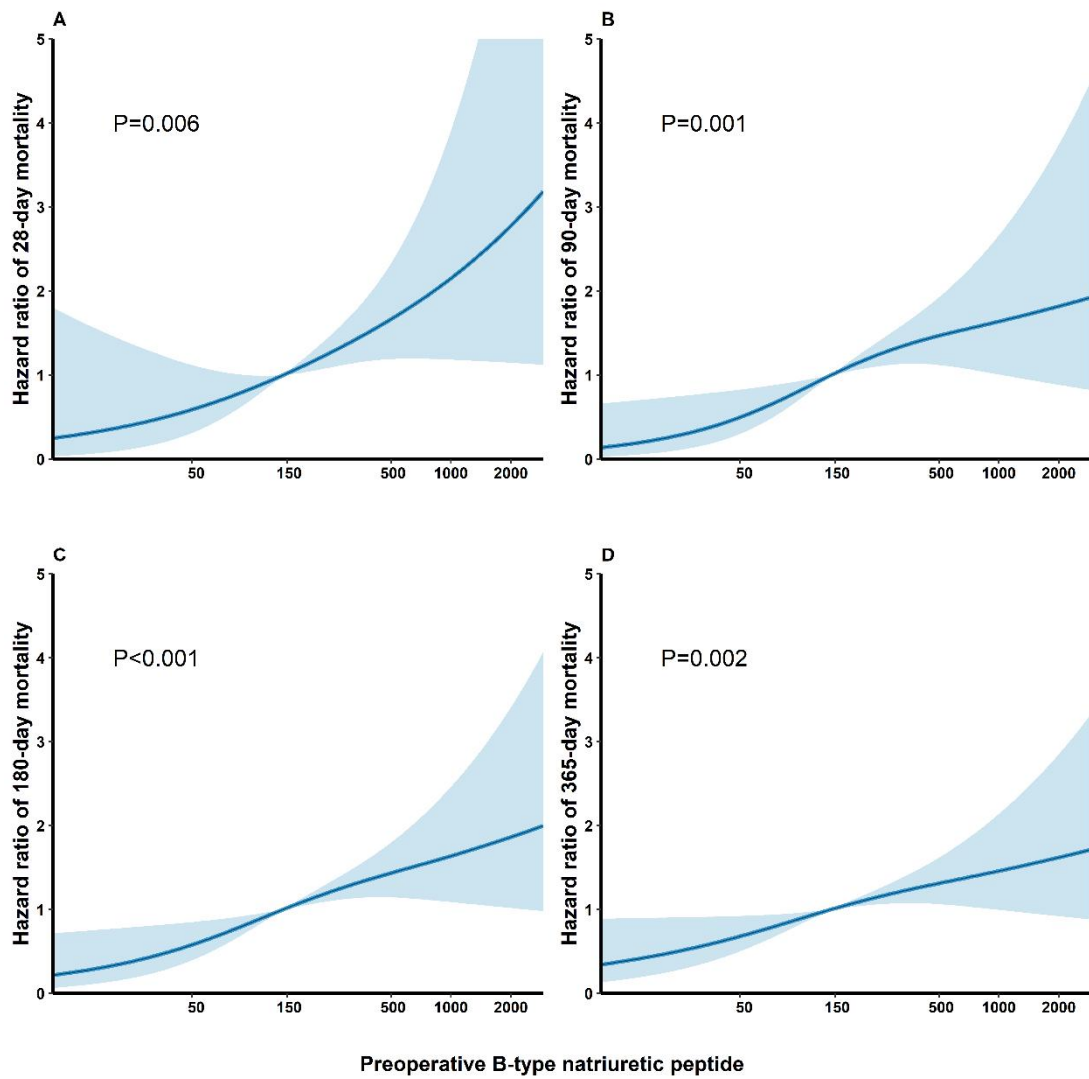 A
Hazard ratio of 28-day mortality
5
4
3
2
1
0
P=0.006
50 150 500 1000 2000
B
Hazard ratio of 90-day mortality
5
4
3
2
1
0
P=0.001
50 150 500 1000 2000
C
Hazard ratio of 180-day mortality
5
4
3
2
1
0
P<0.001
50 150 500 1000 2000
D
Hazard ratio of 365-day mortality
5
4
3
2
1
0
P=0.002
50 150 500 1000 2000
Preoperative B-type natriuretic peptide